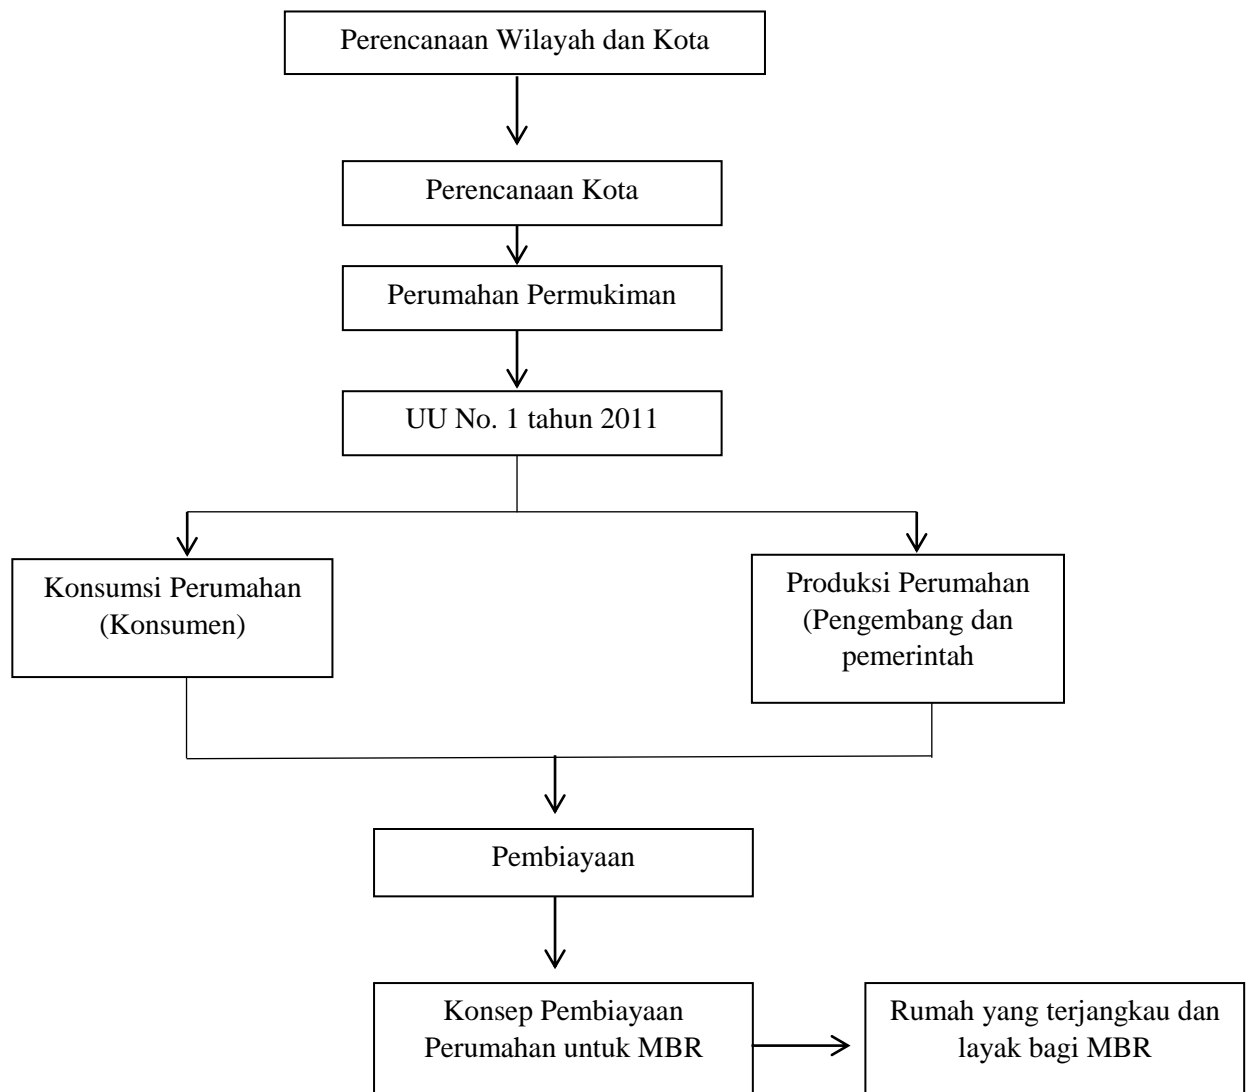 Perencanaan Wilayah dan Kota
Perencanaan Kota
Perumahan Permukiman
UU No. 1 tahun 2011
Konsumsi Perumahan
(Konsumen)
Produksi Perumahan
(Pengembang dan
pemerintah
Pembiayaan
Konsep Pembiayaan
Perumahan untuk MBR
Rumah yang terjangkau dan
layak bagi MBR